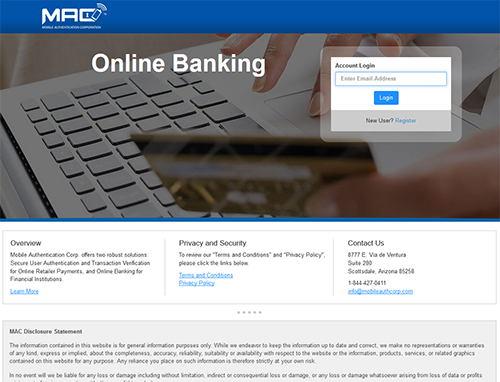 MAC
MOBILE AUTHENTICATION CORPORATION
Online Banking
Account Login
Enter Email Address
Login
New User? Register
Overview
Mobile Authentication Corp. offers two robust solutions:
Secure User Authentication and Transaction Verification
for Online Retailer Payments, and Online Banking for
Financial Institutions.
Learn More
Privacy and Security
To review our "Terms and Conditions" and "Privacy Policy",
please click the links below.
Terms and Conditions
Privacy Policy
Contact Us
8777 E. Via de Ventura
Suite 280
Scottsdale, Arizona 85258
1-844-427-0411
info@mobileauthcorp.com
MAC Disclosure Statement
The information contained in this website is for general information purposes only. While we endeavor to keep the information up to date and correct, we make no representations or warranties
of any kind, express or implied, about the completeness, accuracy, reliability, suitability or availability with respect to the website or the information, products, services, or related graphics
contained on this website for any purpose. Any reliance you place on such information is therefore strictly at your own risk.
In no event will we be liable for any loss or damage including without limitation, indirect or consequential loss or damage, or any loss or damage whatsoever arising from loss of data or profits